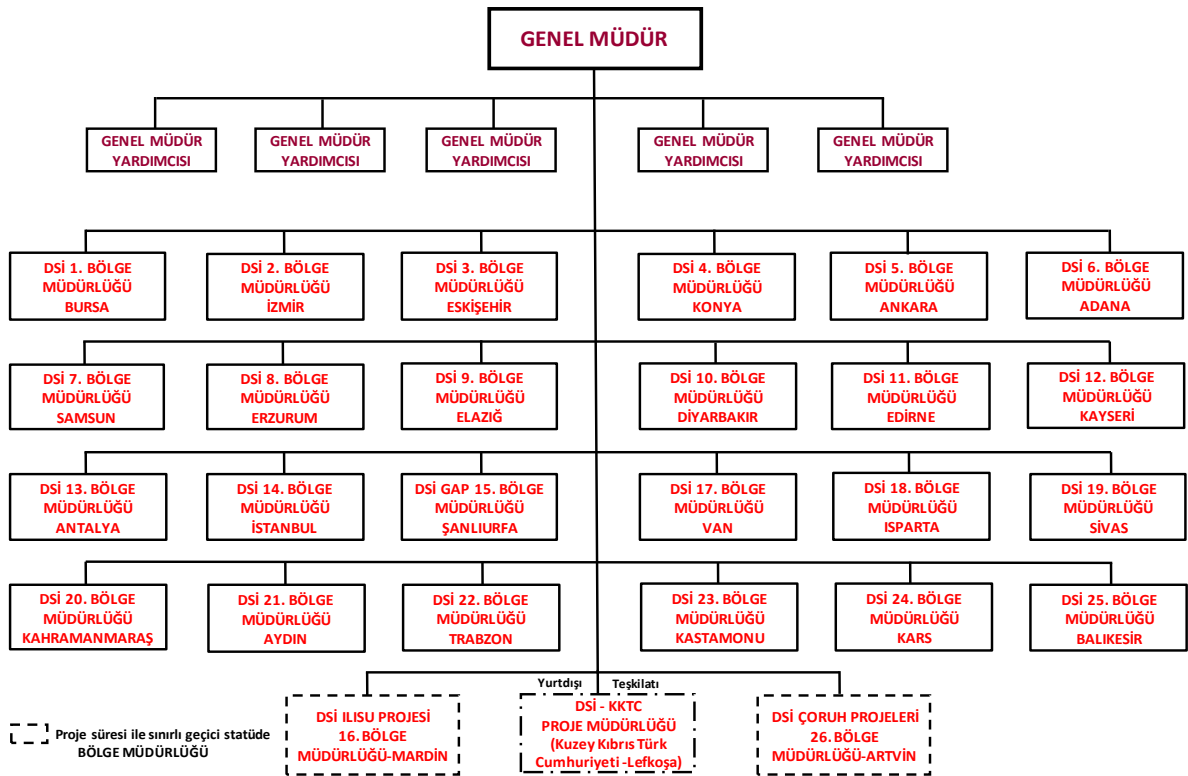 GENEL MÜDÜR
GENEL MÜDÜR
YARDIMCISI
GENEL MÜDÜR
YARDIMCISI
GENEL MÜDÜR
YARDIMCISI
GENEL MÜDÜR
YARDIMCISI
GENEL MÜDÜR
YARDIMCISI
DSİ 1. BÖLGE
MÜDÜRLÜĞÜ
BURSA
DSİ 2. BÖLGE
MÜDÜRLÜĞÜ
İZMİR
DSİ 3. BÖLGE
MÜDÜRLÜĞÜ
ESKİŞEHİR
DSİ 4. BÖLGE
MÜDÜRLÜĞÜ
KONYA
DSİ 5. BÖLGE
MÜDÜRLÜĞÜ
ANKARA
DSİ 6. BÖLGE
MÜDÜRLÜĞÜ
ADANA
DSİ 7. BÖLGE
MÜDÜRLÜĞÜ
SAMSUN
DSİ 8. BÖLGE
MÜDÜRLÜĞÜ
ERZURUM
DSİ 9. BÖLGE
MÜDÜRLÜĞÜ
ELAZIĞ
DSİ 10. BÖLGE
MÜDÜRLÜĞÜ
DİYARBAKIR
DSİ 11. BÖLGE
MÜDÜRLÜĞÜ
EDİRNE
DSİ 12. BÖLGE
MÜDÜRLÜĞÜ
KAYSERİ
DSİ 13. BÖLGE
MÜDÜRLÜĞÜ
ANTALYA
DSİ 14. BÖLGE
MÜDÜRLÜĞÜ
İSTANBUL
DSİ GAP 15. BÖLGE
MÜDÜRLÜĞÜ
ŞANLIURFA
DSİ 17. BÖLGE
MÜDÜRLÜĞÜ
VAN
DSİ 18. BÖLGE
MÜDÜRLÜĞÜ
ISPARTA
DSİ 19. BÖLGE
MÜDÜRLÜĞÜ
SİVAS
DSİ 20. BÖLGE
MÜDÜRLÜĞÜ
KAHRAMANMARAŞ
DSİ 21. BÖLGE
MÜDÜRLÜĞÜ
AYDIN
DSİ 22. BÖLGE
MÜDÜRLÜĞÜ
TRABZON
DSİ 23. BÖLGE
MÜDÜRLÜĞÜ
KASTAMONU
DSİ 24. BÖLGE
MÜDÜRLÜĞÜ
KARS
DSİ 25. BÖLGE
MÜDÜRLÜĞÜ
BALIKESİR
Yurtdışı Teşkilatı
DSİ ILISU PROJESİ
16. BÖLGE
MÜDÜRLÜĞÜ-MARDİN
DSİ - KKTC
PROJE MÜDÜRLÜĞÜ
(Kuzey Kıbrıs Türk
Cumhuriyeti -Lefkoşa)
DSİ ÇORUH PROJELERİ
26. BÖLGE
MÜDÜRLÜĞÜ-ARTVİN
Proje süresi ile sınırlı geçici statüde
BÖLGE MÜDÜRLÜĞÜ